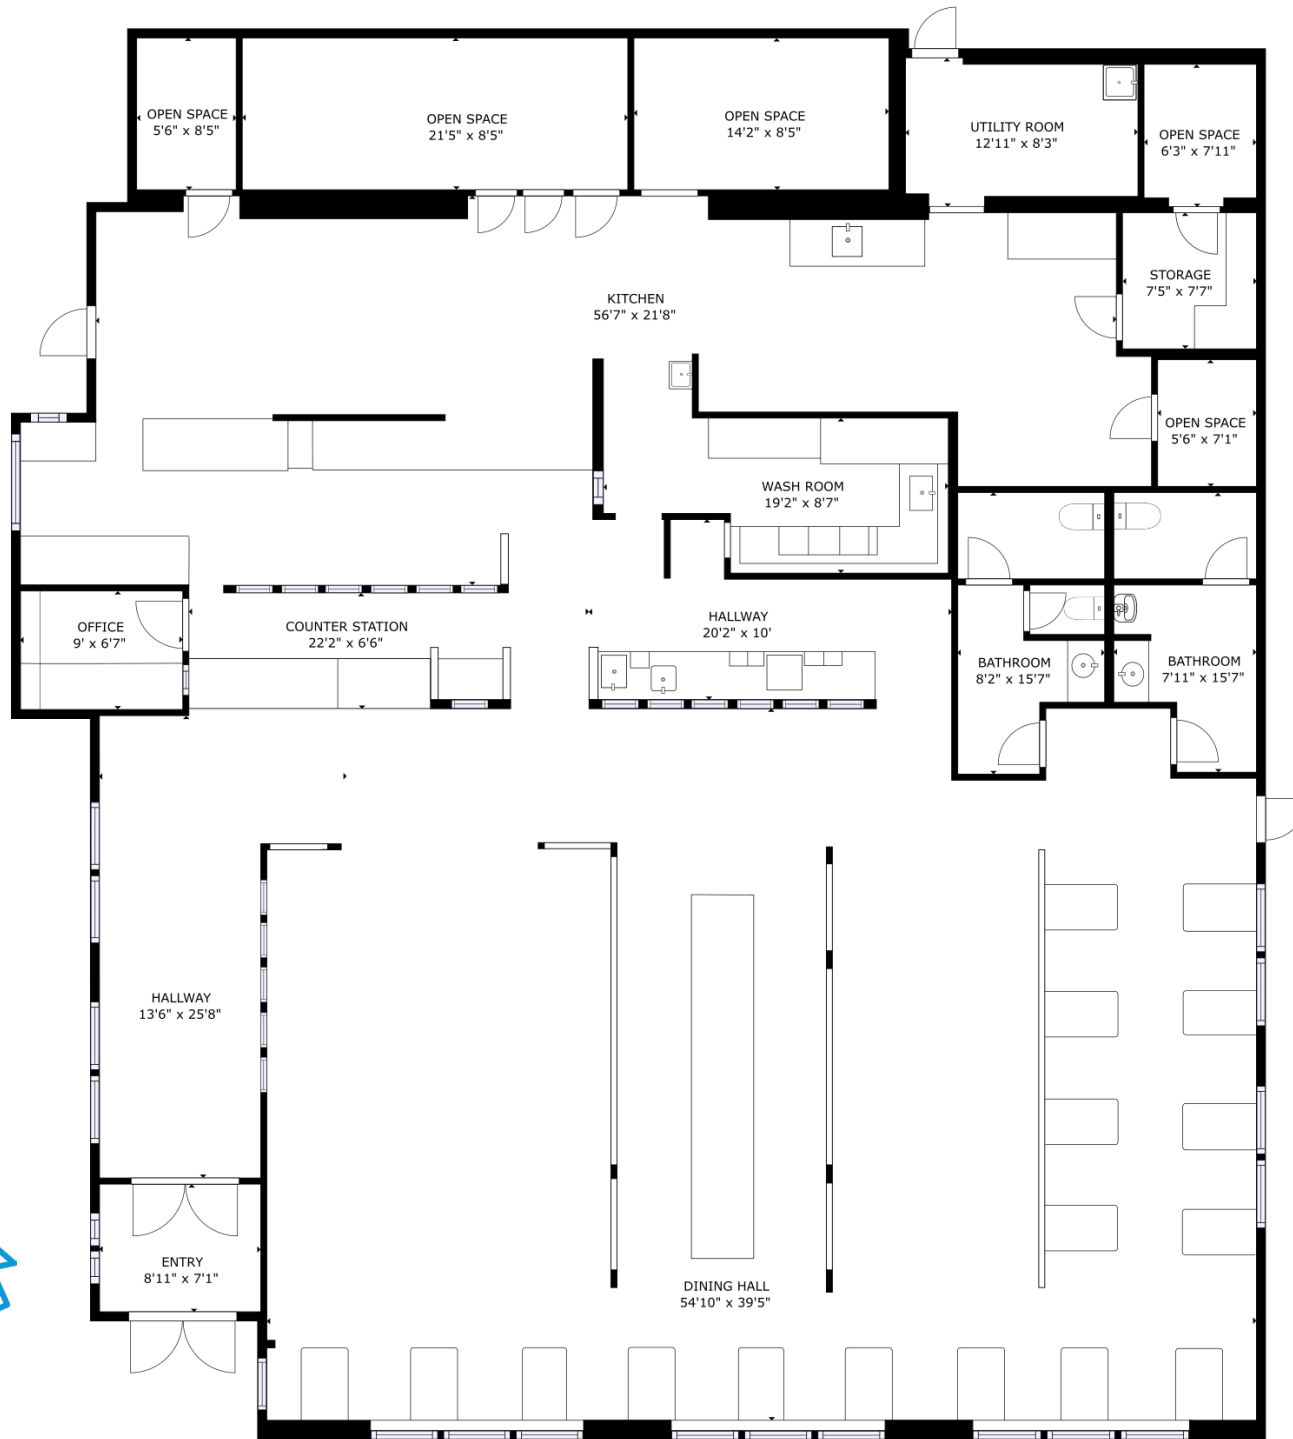 OPEN SPACE
5'6" x 8'5"
OPEN SPACE
21'5" x 8'5"
OPEN SPACE
14'2" x 8'5"
UTILITY ROOM
12'11" x 8'3"
OPEN SPACE
6'3" x 7'11"
STORAGE
7'5" x 7'7"
KITCHEN
56'7" x 21'8"
OPEN SPACE
5'6" x 7'1"
WASH ROOM
19'2" x 8'7"
OFFICE
9' x 6'7"
COUNTER STATION
22'2" x 6'6"
HALLWAY
20'2" x 10'
BATHROOM
8'2" x 15'7"
BATHROOM
7'11" x 15'7"
HALLWAY
13'6" x 25'8"
ENTRY
8'11" x 7'1"
DINING HALL
54'10" x 39'5"